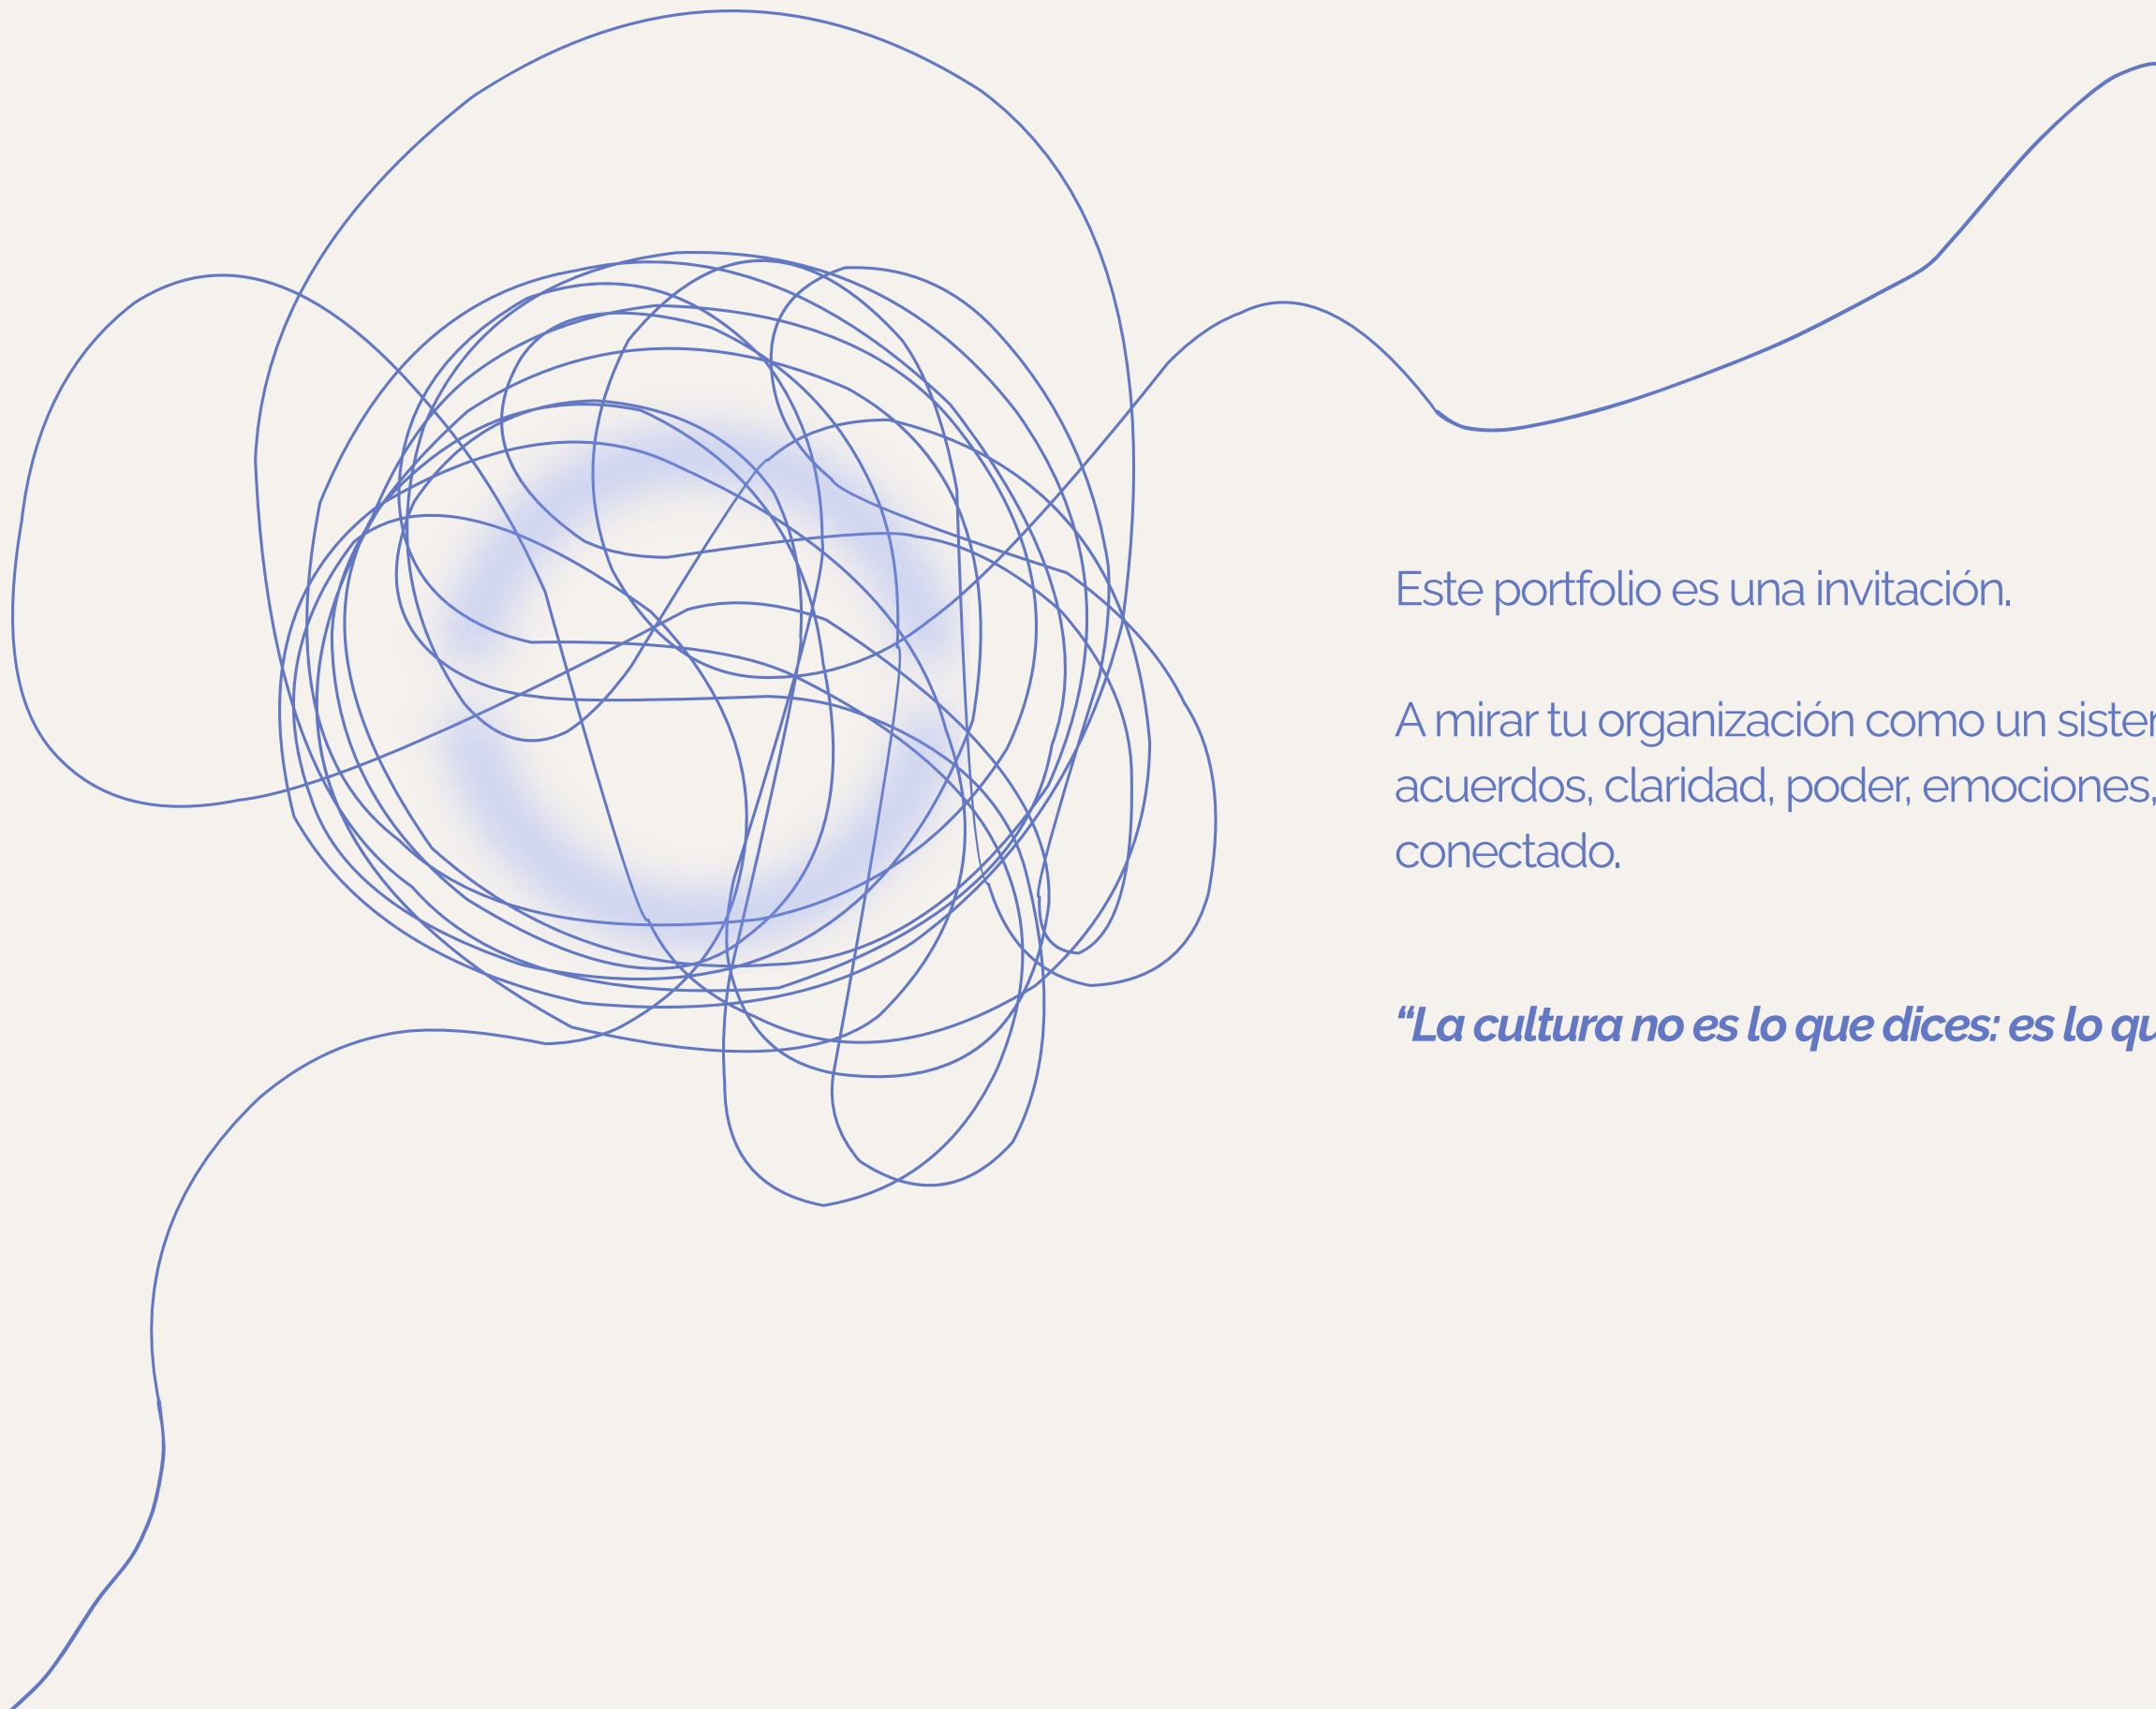 Este portfolio es una invitación.
A mirar tu organización como un
acuerdos, claridad, poder, emociones,
conectado.
“La cultura no es lo que dices: es lo